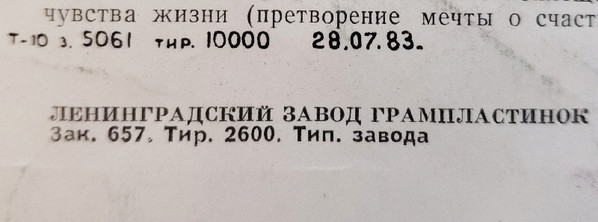 чувства жизни (претворение мечты о счаст
т-10 з. 5061 тир. 10000 28.07.83.
ЛЕНИНГРАДСКИЙ ЗАВОД ГРАМПЛАСТИНОК
Зак. 657. Тир. 2600. Тип. завода